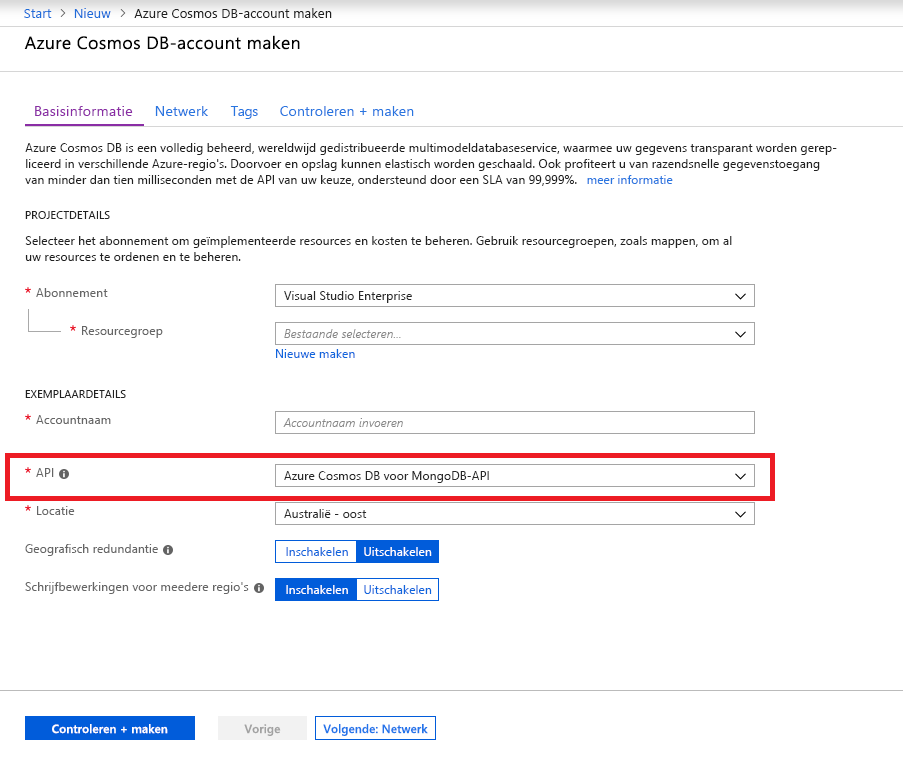 Start > Nieuw > Azure Cosmos DB-account maken
Azure Cosmos DB-account maken
Basisinformatie Netwerk Tags Controleren + maken
Azure Cosmos DB is een volledig beheerd, wereldwijd gedistribueerde multimodeldatabaseservice, waarmee uw gegevens transparant worden gerep-
liceerd in verschillende Azure-regio's. Doorvoer en opslag kunnen elastisch worden geschaald. Ook profiteert u van razendsnelle gegevenstoegang
van minder dan tien milliseconden met de API van uw keuze, ondersteund door een SLA van 99,999%. meer informatie
PROJECTDETAILS
Selecteer het abonnement om geïmplementeerde resources en kosten te beheren. Gebruik resourcegroepen, zoals mappen, om al
uw resources te ordenen en te beheren.
* Abonnement Visual Studio Enterprise
* Resourcegroep Bestaande selecteren...
Nieuwe maken
EXEMPLAARDETAILS
* Accountnaam Accountnaam invoeren
* API Azure Cosmos DB voor MongoDB-API
* Locatie Australië - oost
Geografisch redundantie Inschakelen Uitschakelen
Schrijfbewerkingen voor meedere regio's Inschakelen Uitschakelen
Controleren + maken Vorige Volgende: Netwerk